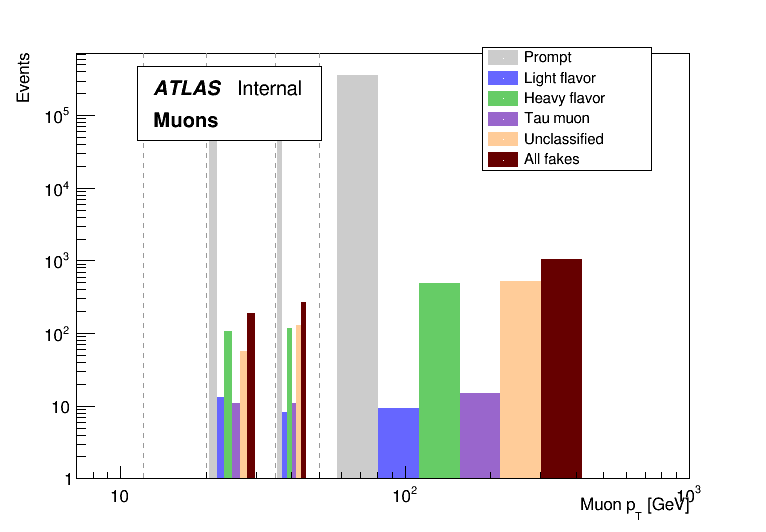 Events
ATLAS Internal
Muons
Prompt
Light flavor
Heavy flavor
Tau muon
Unclassified
All fakes
10^5
10^4
10^3
10^2
10
1
10
10^2
10^3
Muon p_T [GeV]